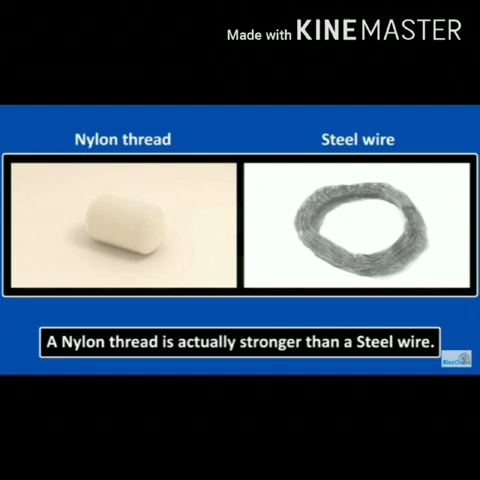 Made with KINEMASTER
Nylon thread
Steel wire
A Nylon thread is actually stronger than a Steel wire.